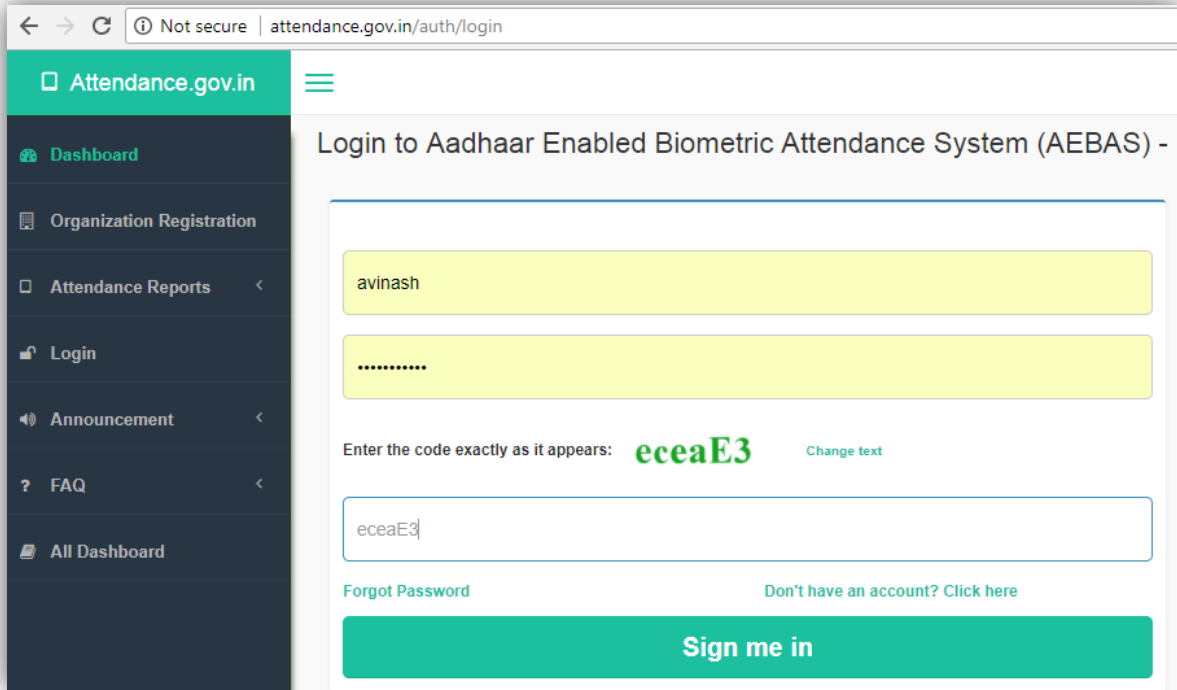 Not secure | attendance.gov.in/auth/login
Attendance.gov.in
Dashboard
Organization Registration
Attendance Reports
Login
Announcement
FAQ
All Dashboard
Login to Aadhaar Enabled Biometric Attendance System (AEBAS) -
avinash
•••••••••••
Enter the code exactly as it appears: eceaE3 Change text
eceaE3
Forgot Password Don't have an account? Click here
Sign me in